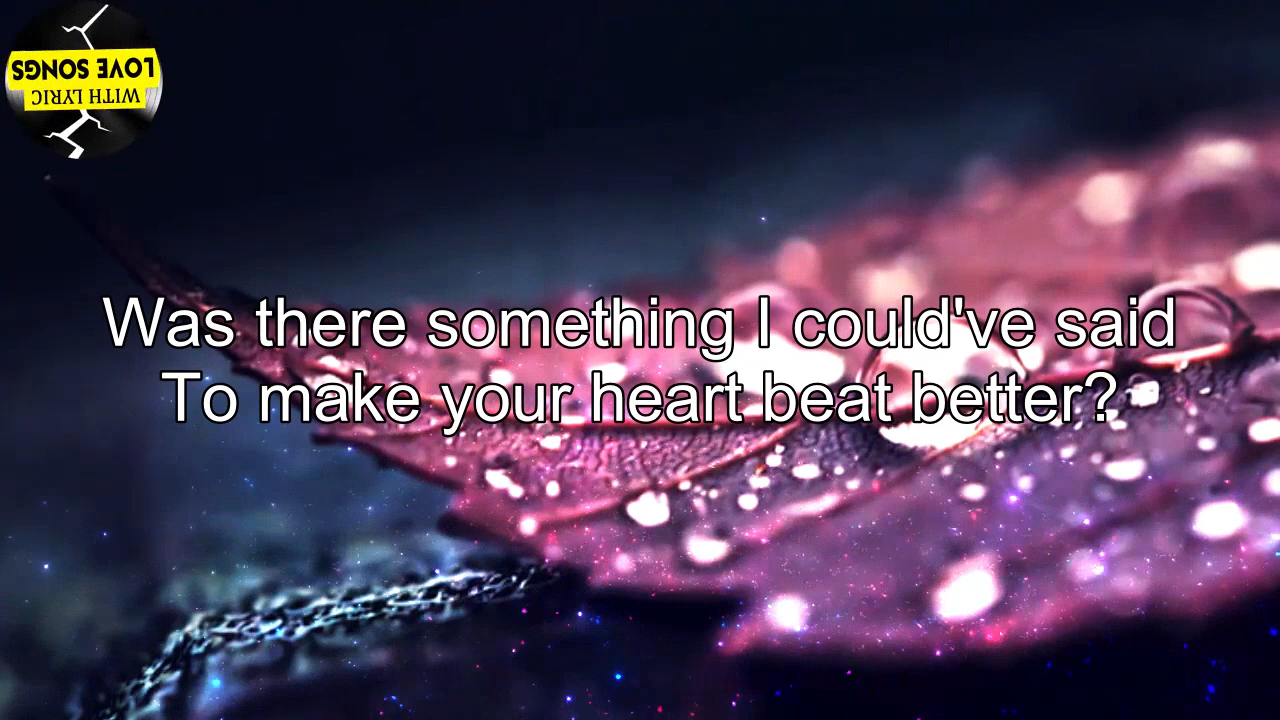 LOVE SONGS
WITH LYRIC
Was there something I could've said
To make your heart beat better?